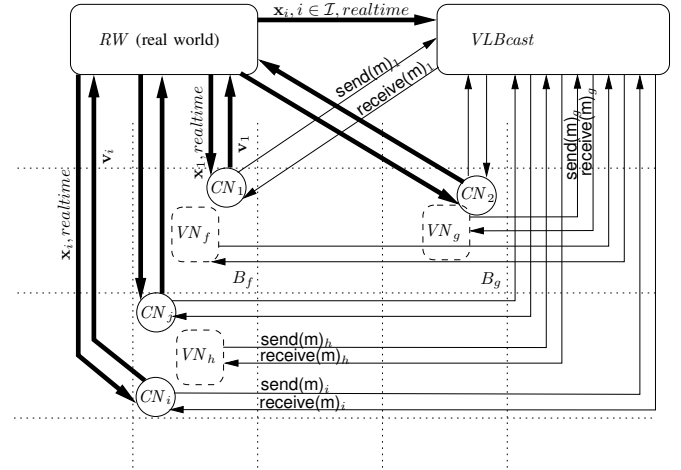 x_i, i ∈ I, realtime
RW (real world)
VLBcast
send(m)_1
receive(m)_1
x_1, realtime
v_1
v_i
x_i, realtime
send(m)_g
receive(m)_g
CN_1
CN_2
VN_f
VN_g
B_f
B_g
CN_j
VN_h
send(m)_h
receive(m)_h
CN_i
send(m)_i
receive(m)_i